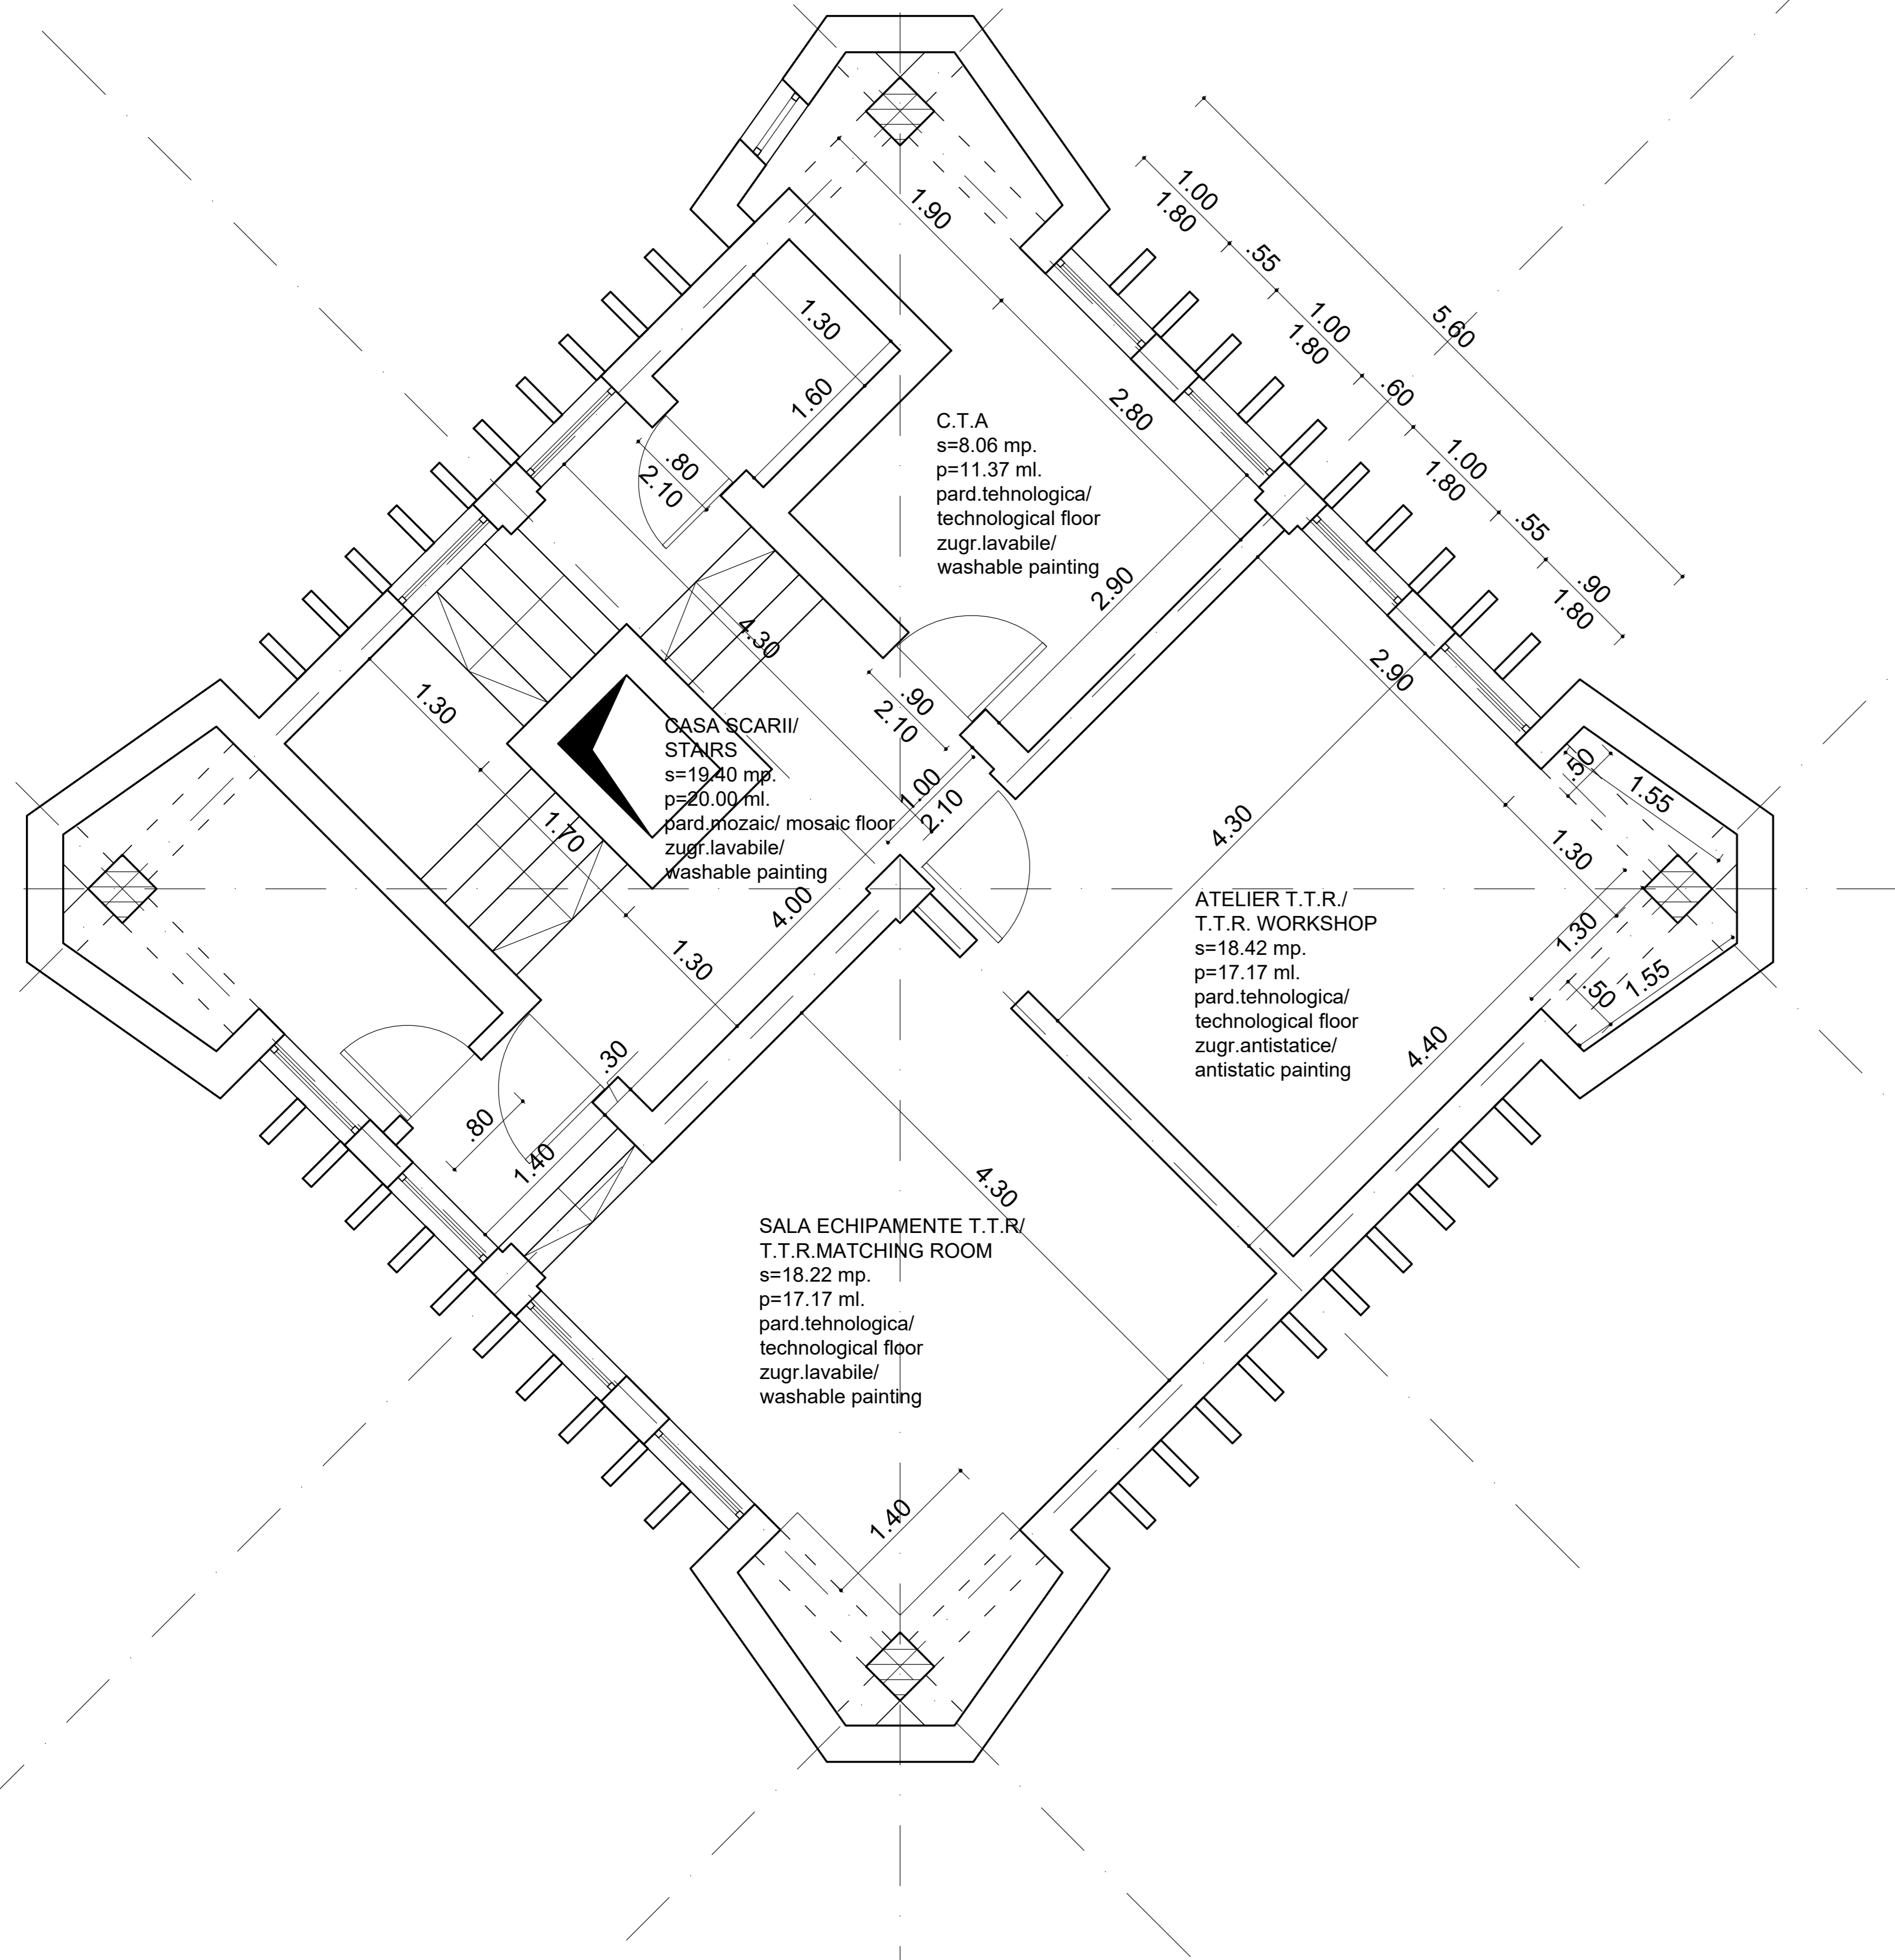 1.00
1.80
.55
1.00
1.80
.60
1.00
1.80
.55
.90
1.80
5.60
1.90
2.80
1.30
1.60
.80
2.10
C.T.A
s=8.06 mp.
p=11.37 ml.
pard.tehnologica/
technological floor
zugr.lavabile/
washable painting
2.90
4.30
.90
2.10
1.00
2.10
2.90
1.30
CASA SCARII/
STAIRS
s=19.40 mp.
p=20.00 ml.
pard.mozaic/ mosaic floor
zugr.lavabile/
washable painting
1.70
4.00
1.30
4.30
.50
1.55
1.30
1.30
.50
1.55
4.40
ATELIER T.T.R./
T.T.R. WORKSHOP
s=18.42 mp.
p=17.17 ml.
pard.tehnologica/
technological floor
zugr.antistatice/
antistatic painting
.30
.80
1.40
4.30
SALA ECHIPAMENTE T.T.R/
T.T.R.MATCHING ROOM
s=18.22 mp.
p=17.17 ml.
pard.tehnologica/
technological floor
zugr.lavabile/
washable painting
1.40